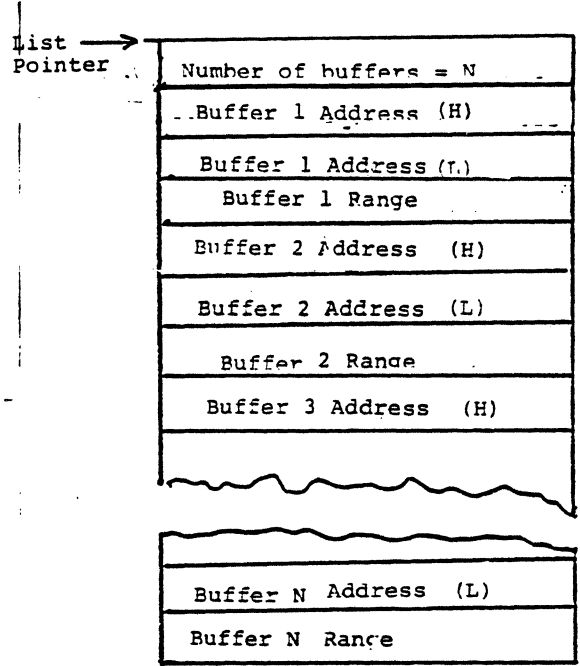 List
Pointer
Number of buffers = N
Buffer 1 Address (H)
Buffer 1 Address (L)
Buffer 1 Range
Buffer 2 Address (H)
Buffer 2 Address (L)
Buffer 2 Range
Buffer 3 Address (H)
Buffer N Address (L)
Buffer N Range